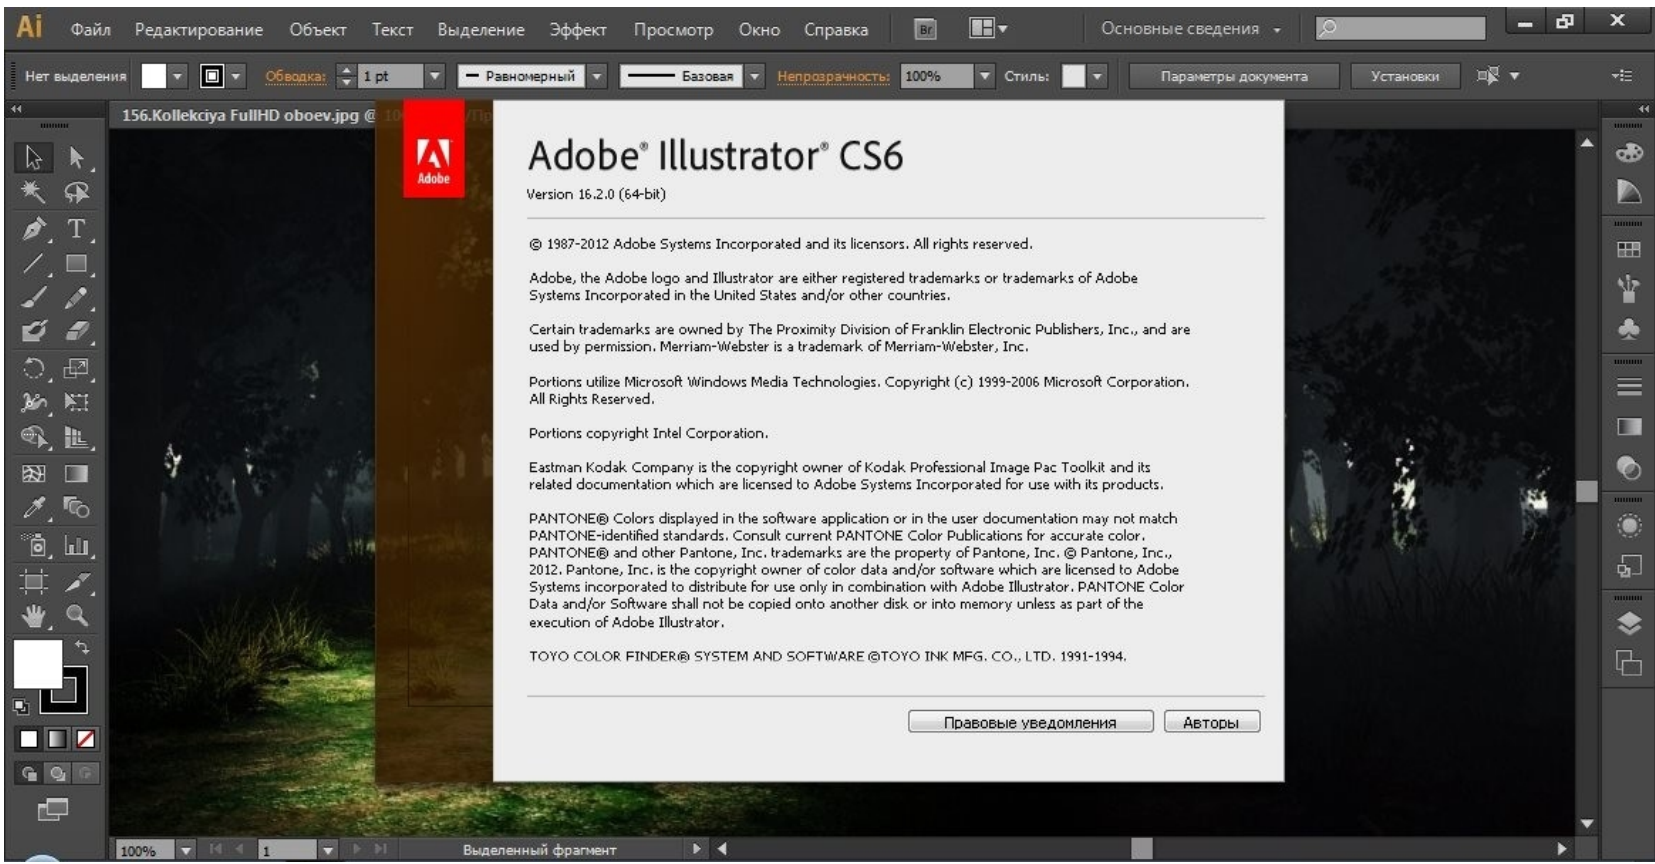 Ai Файл Редактирование Объект Текст Выделение Эффект Просмотр Окно Справка Br Основные сведения
Нет выделения Обводка: 1 pt Равномерный Базовая Непрозрачность: 100% Стиль: Параметры документа Установки
156.Kollekciya FullHD oboev.jpg @
Adobe
Adobe® Illustrator® CS6
Version 16.2.0 (64-bit)
© 1987-2012 Adobe Systems Incorporated and its licensors. All rights reserved.
Adobe, the Adobe logo and Illustrator are either registered trademarks or trademarks of Adobe
Systems Incorporated in the United States and/or other countries.
Certain trademarks are owned by The Proximity Division of Franklin Electronic Publishers, Inc., and are
used by permission. Merriam-Webster is a trademark of Merriam-Webster, Inc.
Portions utilize Microsoft Windows Media Technologies. Copyright (c) 1999-2006 Microsoft Corporation.
All Rights Reserved.
Portions copyright Intel Corporation.
Eastman Kodak Company is the copyright owner of Kodak Professional Image Pac Toolkit and its
related documentation which are licensed to Adobe Systems Incorporated for use with its products.
PANTONE® Colors displayed in the software application or in the user documentation may not match
PANTONE-identified standards. Consult current PANTONE Color Publications for accurate color.
PANTONE® and other Pantone, Inc. trademarks are the property of Pantone, Inc. © Pantone, Inc.,
2012. Pantone, Inc. is the copyright owner of color data and/or software which are licensed to Adobe
Systems incorporated to distribute for use only in combination with Adobe Illustrator. PANTONE Color
Data and/or Software shall not be copied onto another disk or into memory unless as part of the
execution of Adobe Illustrator.
TOYO COLOR FINDER® SYSTEM AND SOFTWARE ©TOYO INK MFG. CO., LTD. 1991-1994.
Правовые уведомления Авторы
100% 1 Выделенный фрагмент